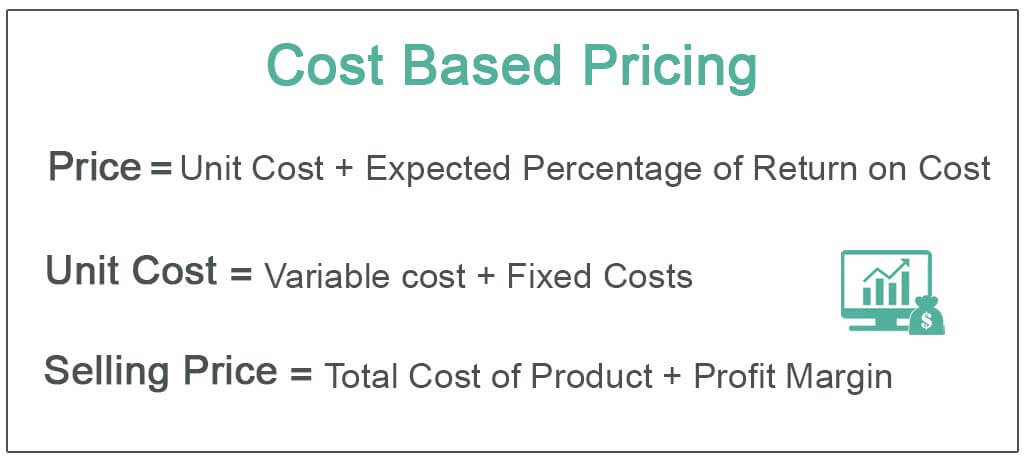 Cost Based Pricing
Price = Unit Cost + Expected Percentage of Return on Cost
Unit Cost = Variable cost + Fixed Costs
$
Selling Price = Total Cost of Product + Profit Margin